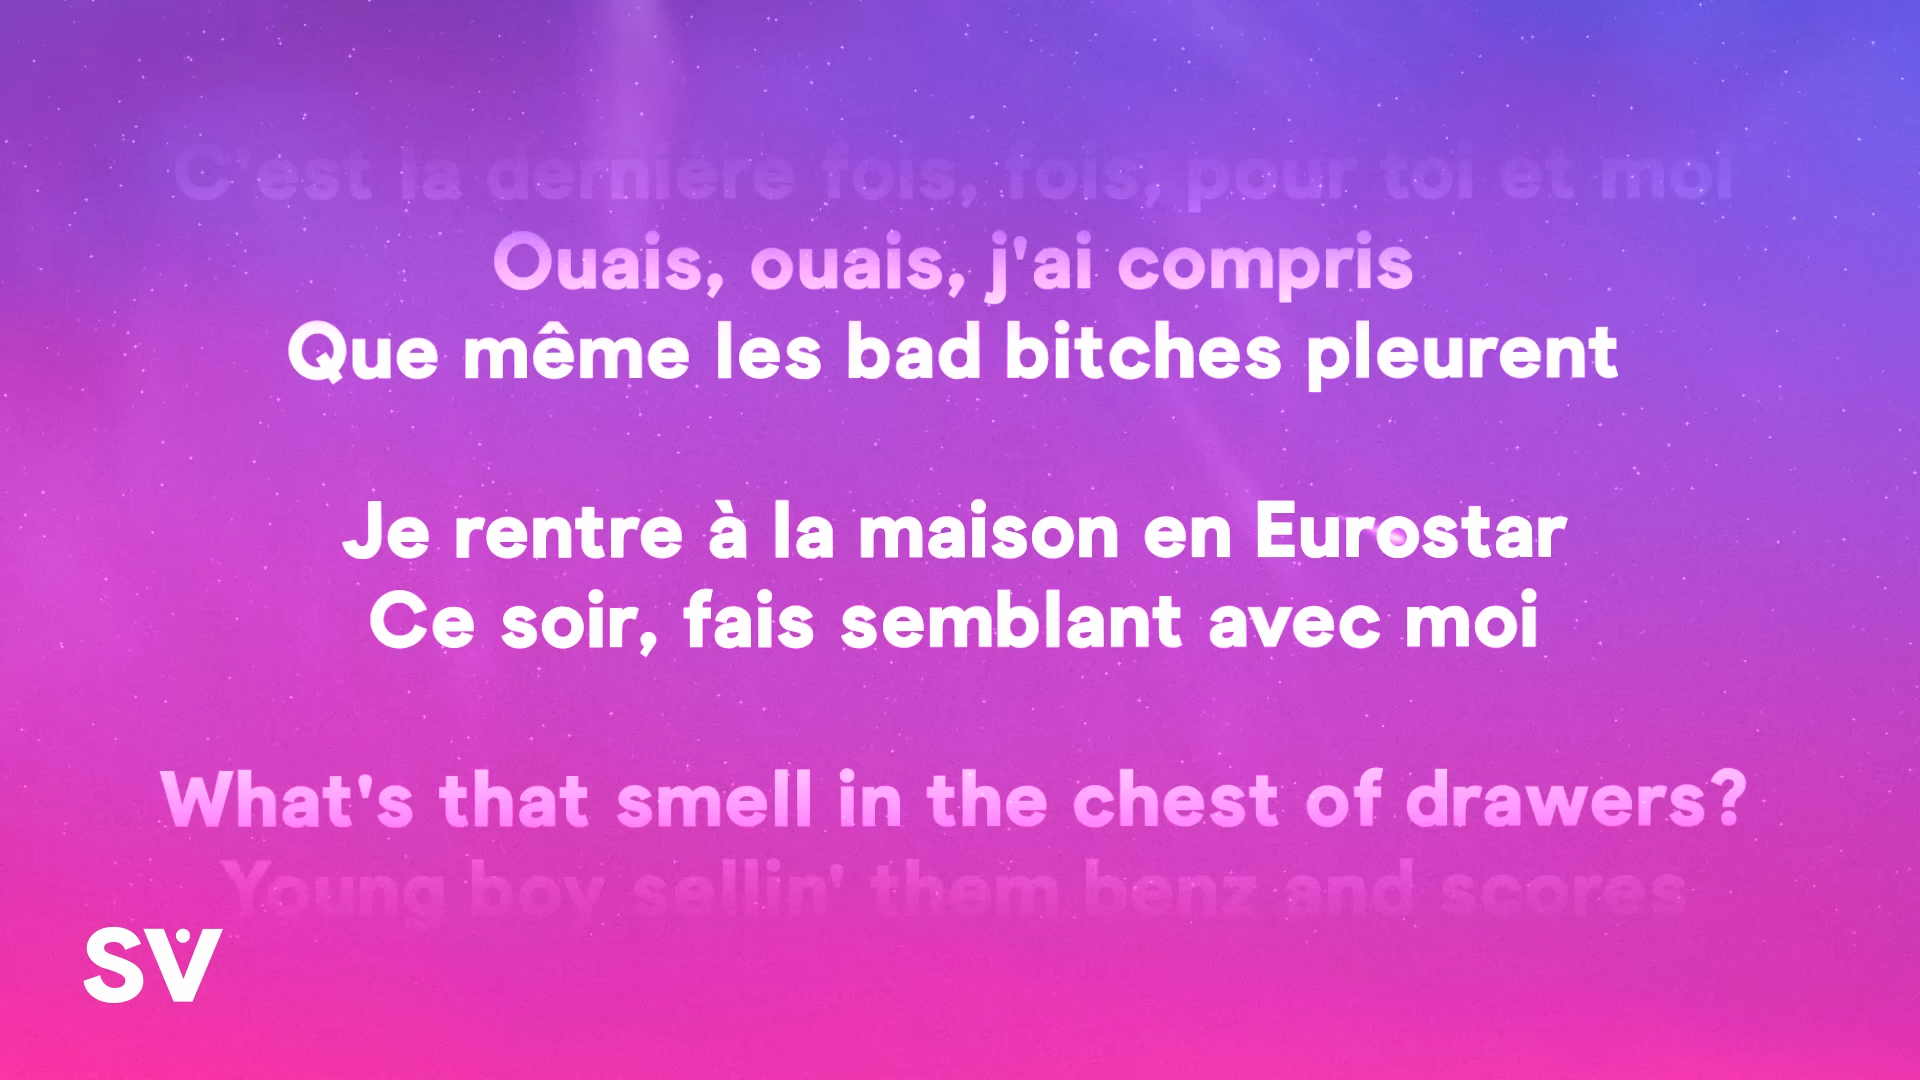 C'est la dernière fois, fois, pour toi et moi
Ouais, ouais, j'ai compris
Que même les bad bitches pleurent
Je rentre à la maison en Eurostar
Ce soir, fais semblant avec moi
What's that smell in the chest of drawers?
Young boy sellin' them benz and scores
SV